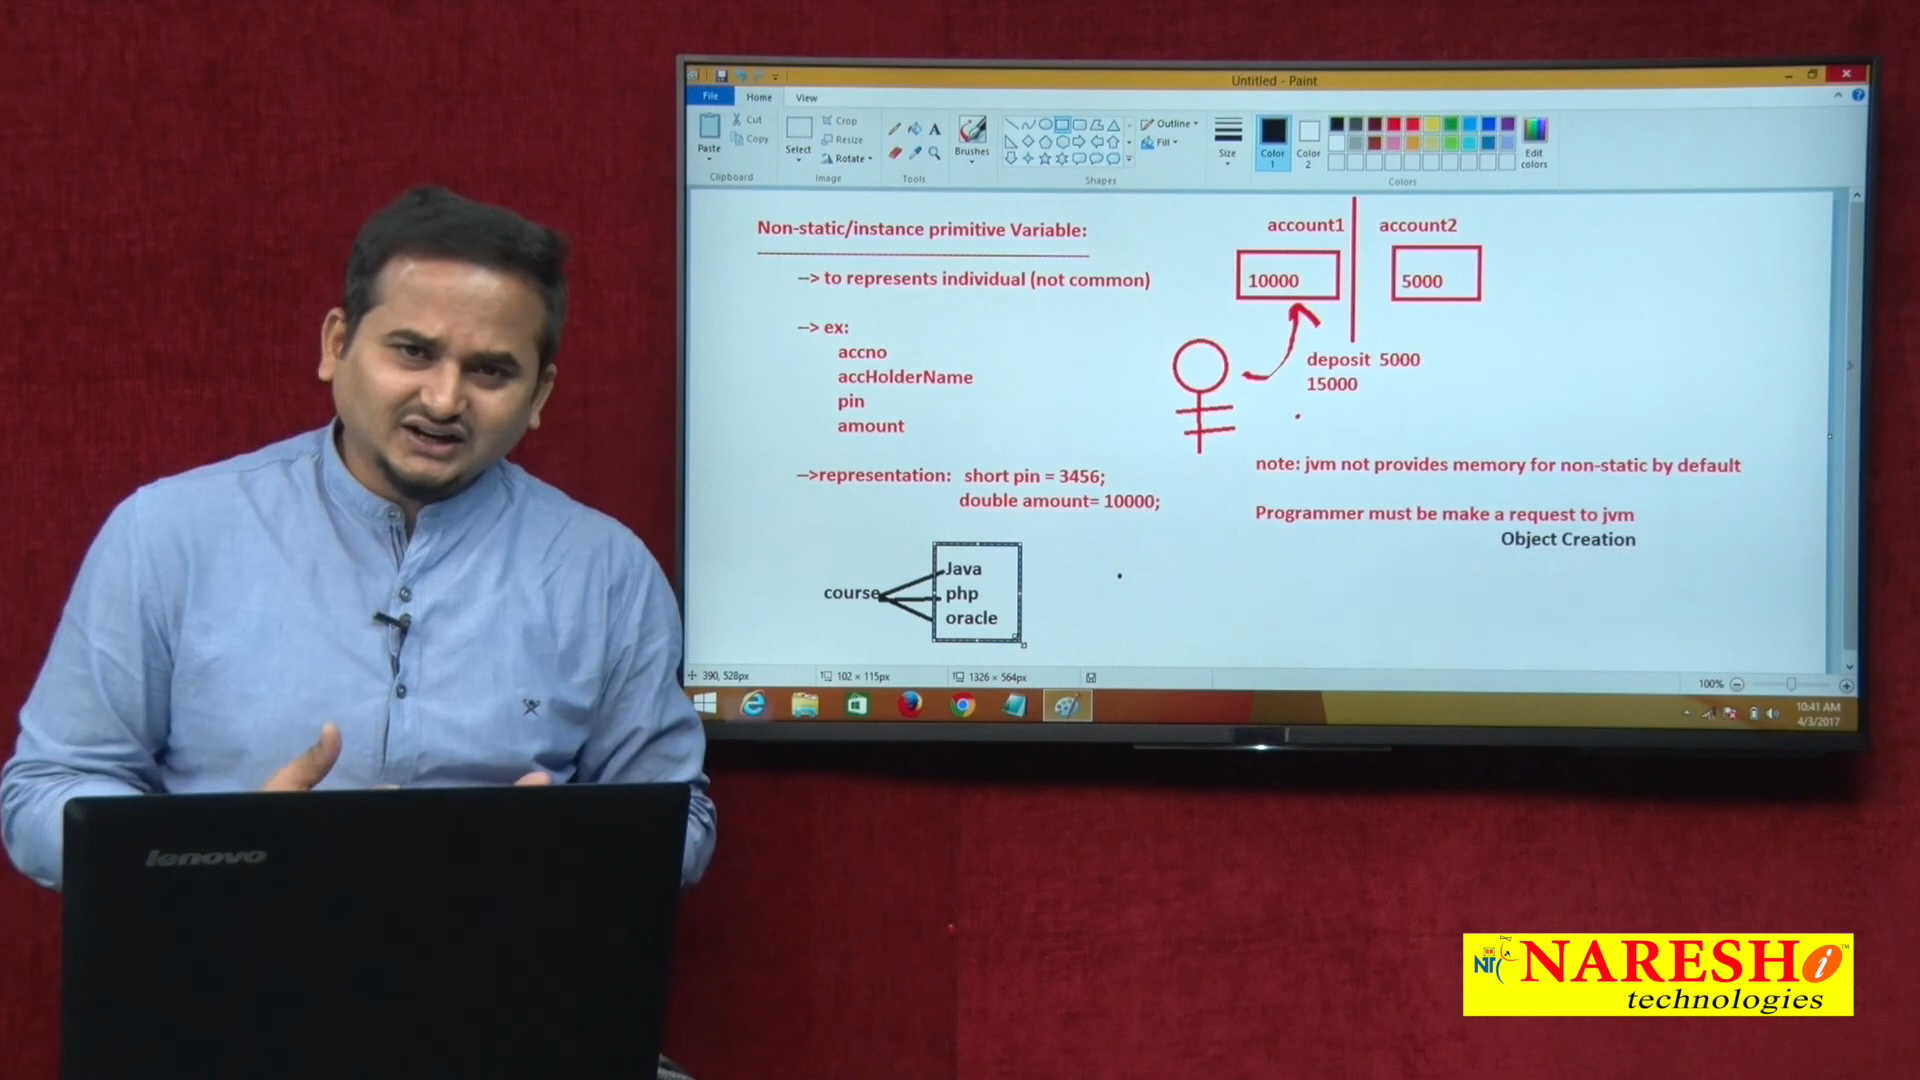 Untitled - Paint
File Home View
Paste
Cut
Copy
Clipboard
Select
Crop
Resize
Rotate
Image
Tools
Brushes
Shapes
Outline
Fill
Size
Color 1
Color 2
Edit colors
Colors
Non-static/instance primitive Variable:
--> to represents individual (not common)
--> ex:
accno
accHolderName
pin
amount
-->representation: short pin = 3456;
double amount= 10000;
course
Java
php
oracle
account1 account2
10000 5000
deposit 5000
15000
note: jvm not provides memory for non-static by default
Programmer must be make a request to jvm
Object Creation
390, 528px
102 × 115px
1326 × 564px
100%
10:41 AM
4/3/2017
lenovo
NT
NARESH i ™
technologies